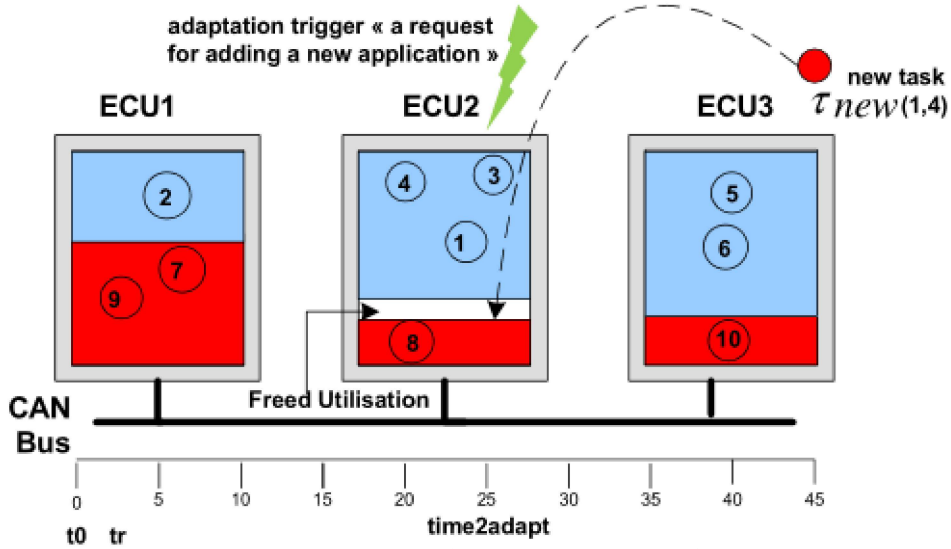 adaptation trigger « a request
for adding a new application »
new task
τ new(1,4)
ECU1
ECU2
ECU3
2
7
9
4
3
1
8
5
6
10
Freed Utilisation
CAN
Bus
0 5 10 15 20 25 30 35 40 45
t0 tr time2adapt